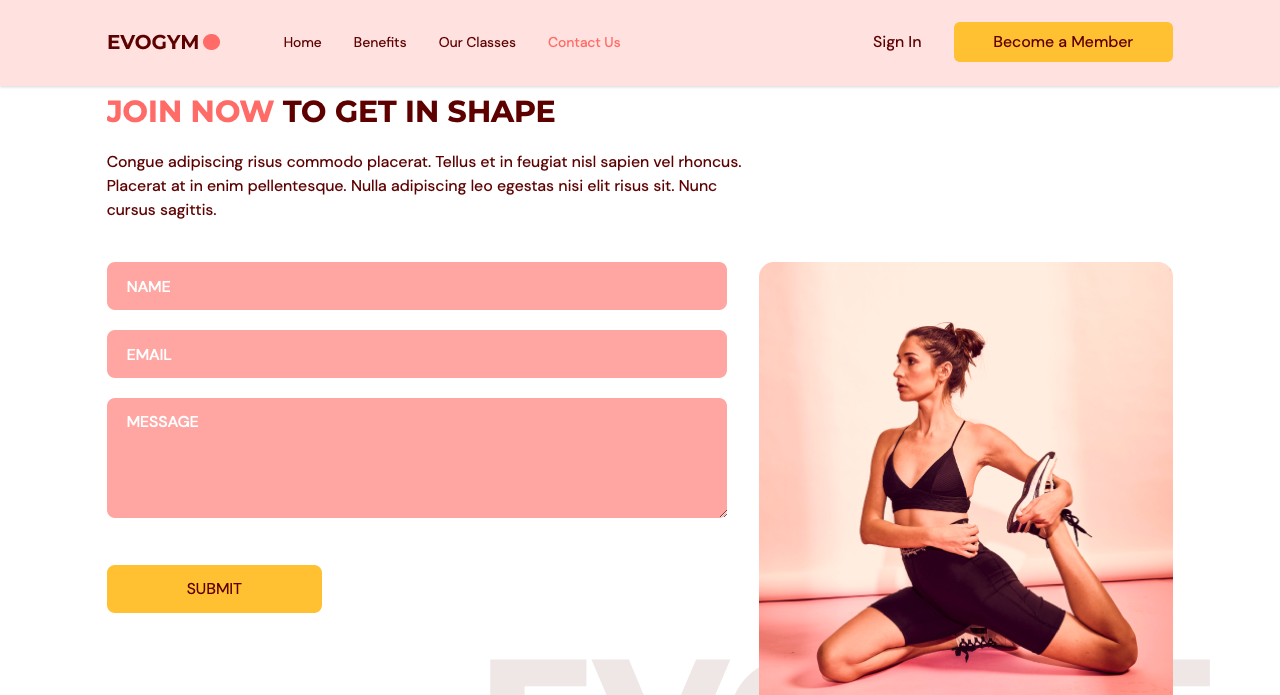 EVOGYM
Home
Benefits
Our Classes
Contact Us
Sign In
Become a Member
JOIN NOW TO GET IN SHAPE
Congue adipiscing risus commodo placerat. Tellus et in feugiat nisl sapien vel rhoncus.
Placerat at in enim pellentesque. Nulla adipiscing leo egestas nisi elit risus sit. Nunc
cursus sagittis.
NAME
EMAIL
MESSAGE
SUBMIT